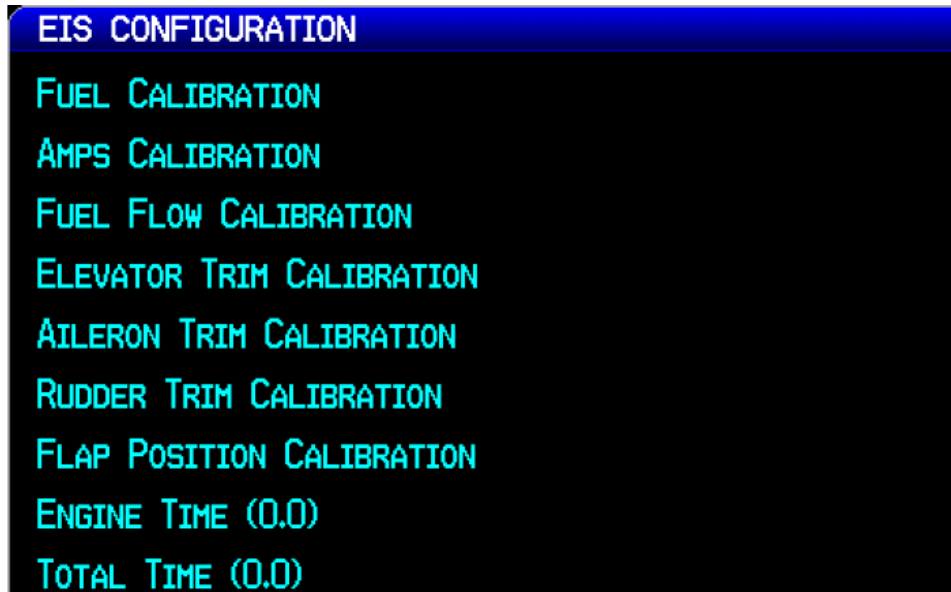 EIS CONFIGURATION
FUEL CALIBRATION
AMPS CALIBRATION
FUEL FLOW CALIBRATION
ELEVATOR TRIM CALIBRATION
AILERON TRIM CALIBRATION
RUDDER TRIM CALIBRATION
FLAP POSITION CALIBRATION
ENGINE TIME (0.0)
TOTAL TIME (0.0)